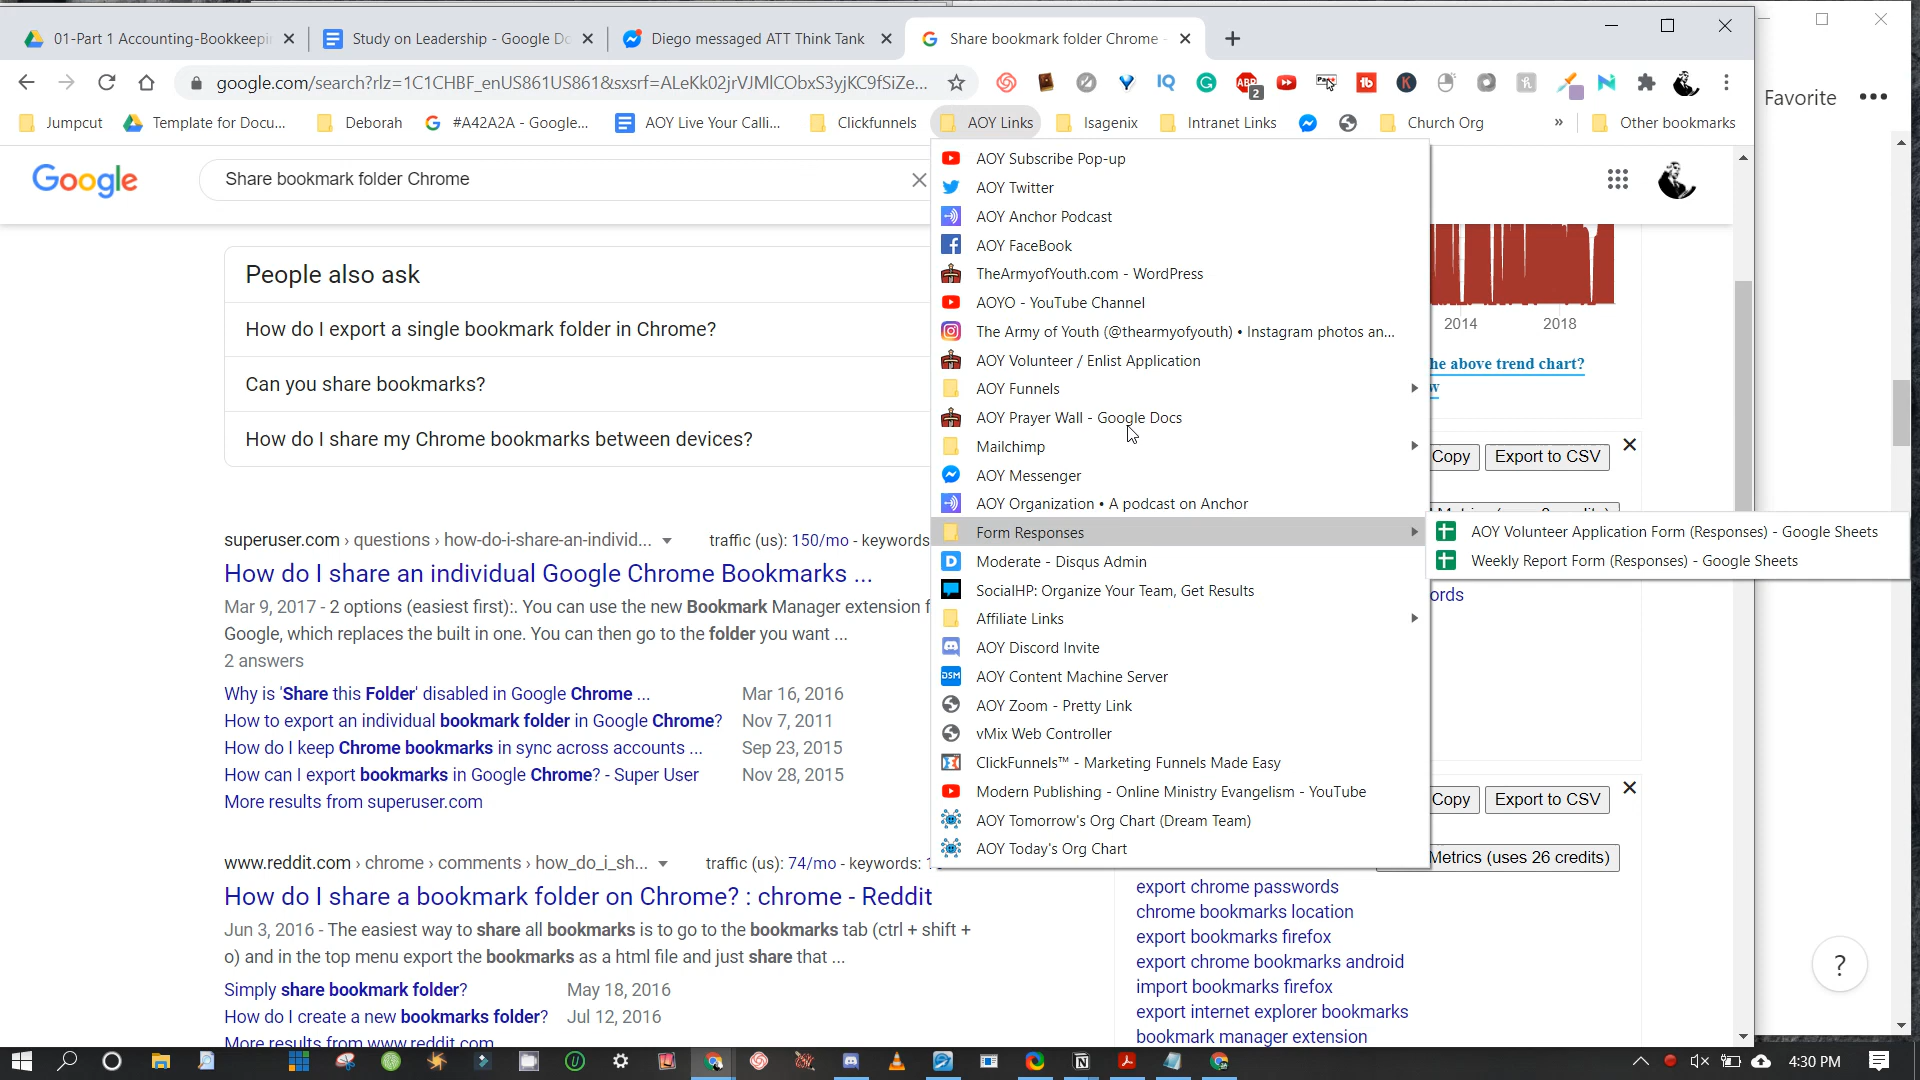 01-Part 1 Accounting-Bookkeepi
Study on Leadership - Google Do
Diego messaged ATT Think Tank
Share bookmark folder Chrome -
google.com/search?rlz=1C1CHBF_enUS861US861&sxsrf=ALeKk02jrVJMlCObxS3yjKC9fSiZe...
Favorite
Jumpcut
Template for Docu...
Deborah
#A42A2A - Google...
AOY Live Your Calli...
Clickfunnels
AOY Links
Isagenix
Intranet Links
Church Org
»
Other bookmarks
Google
Share bookmark folder Chrome
People also ask
How do I export a single bookmark folder in Chrome?
Can you share bookmarks?
How do I share my Chrome bookmarks between devices?
superuser.com › questions › how-do-i-share-an-individ...
traffic (us): 150/mo - keywords
How do I share an individual Google Chrome Bookmarks ...
Mar 9, 2017 - 2 options (easiest first):. You can use the new Bookmark Manager extension f
Google, which replaces the built in one. You can then go to the folder you want ...
2 answers
Why is 'Share this Folder' disabled in Google Chrome ...
Mar 16, 2016
How to export an individual bookmark folder in Google Chrome?
Nov 7, 2011
How do I keep Chrome bookmarks in sync across accounts ...
Sep 23, 2015
How can I export bookmarks in Google Chrome? - Super User
Nov 28, 2015
More results from superuser.com
www.reddit.com › chrome › comments › how_do_i_sh...
traffic (us): 74/mo - keywords:
How do I share a bookmark folder on Chrome? : chrome - Reddit
Jun 3, 2016 - The easiest way to share all bookmarks is to go to the bookmarks tab (ctrl + shift +
o) and in the top menu export the bookmarks as a html file and just share that ...
Simply share bookmark folder?
May 18, 2016
How do I create a new bookmarks folder?
Jul 12, 2016
More results from www.reddit.com
AOY Subscribe Pop-up
AOY Twitter
AOY Anchor Podcast
AOY FaceBook
TheArmyofYouth.com - WordPress
AOYO - YouTube Channel
The Army of Youth (@thearmyofyouth) • Instagram photos an...
AOY Volunteer / Enlist Application
AOY Funnels
AOY Prayer Wall - Google Docs
Mailchimp
AOY Messenger
AOY Organization • A podcast on Anchor
Form Responses
Moderate - Disqus Admin
SocialHP: Organize Your Team, Get Results
Affiliate Links
AOY Discord Invite
AOY Content Machine Server
AOY Zoom - Pretty Link
vMix Web Controller
ClickFunnels™ - Marketing Funnels Made Easy
Modern Publishing - Online Ministry Evangelism - YouTube
AOY Tomorrow's Org Chart (Dream Team)
AOY Today's Org Chart
AOY Volunteer Application Form (Responses) - Google Sheets
Weekly Report Form (Responses) - Google Sheets
2014
2018
he above trend chart?
w
Copy
Export to CSV
ords
Copy
Export to CSV
Metrics (uses 26 credits)
export chrome passwords
chrome bookmarks location
export bookmarks firefox
export chrome bookmarks android
import bookmarks firefox
export internet explorer bookmarks
bookmark manager extension
?
4:30 PM